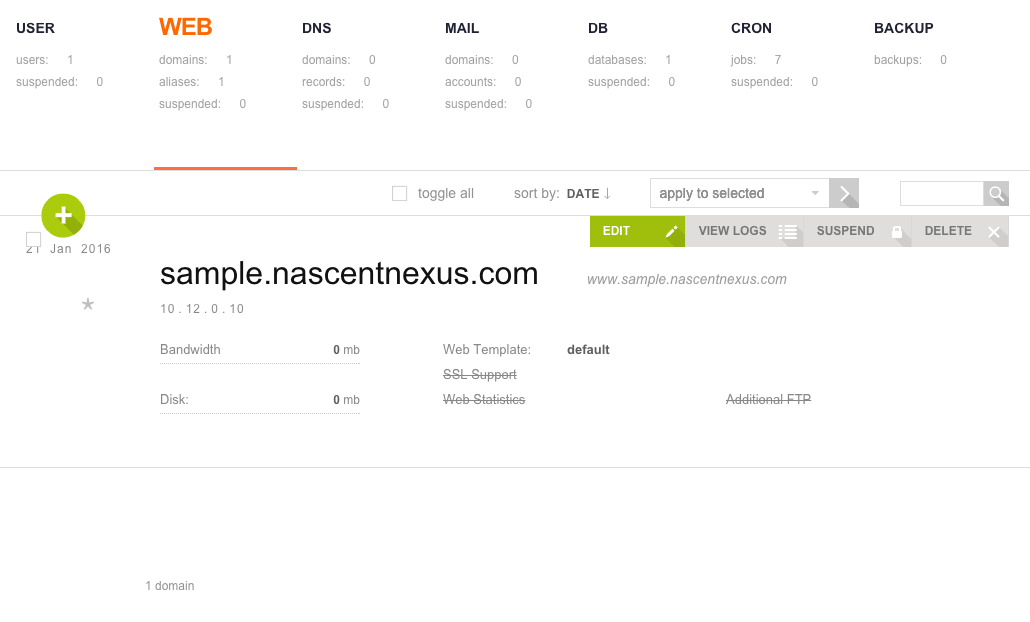 USER WEB DNS MAIL DB CRON BACKUP
users: 1 domains: 1 domains: 0 domains: 0 databases: 1 jobs: 7 backups: 0
suspended: 0 aliases: 1 records: 0 accounts: 0 suspended: 0 suspended: 0
suspended: 0 suspended: 0 suspended: 0
toggle all sort by: DATE ↓ apply to selected
EDIT VIEW LOGS SUSPEND DELETE
21 Jan 2016
sample.nascentnexus.com www.sample.nascentnexus.com
10 . 12 . 0 . 10
Bandwidth 0 mb Web Template: default
SSL Support
Disk: 0 mb Web Statistics Additional FTP
1 domain